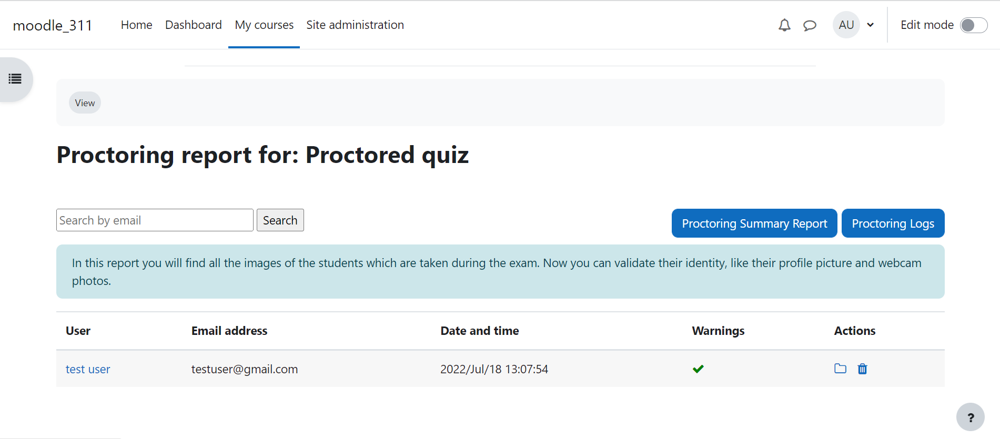 moodle_311 Home Dashboard My courses Site administration AU Edit mode
View
Proctoring report for: Proctored quiz
Search by email Search Proctoring Summary Report Proctoring Logs
In this report you will find all the images of the students which are taken during the exam. Now you can validate their identity, like their profile picture and webcam
photos.
User Email address Date and time Warnings Actions
test user testuser@gmail.com 2022/Jul/18 13:07:54
?